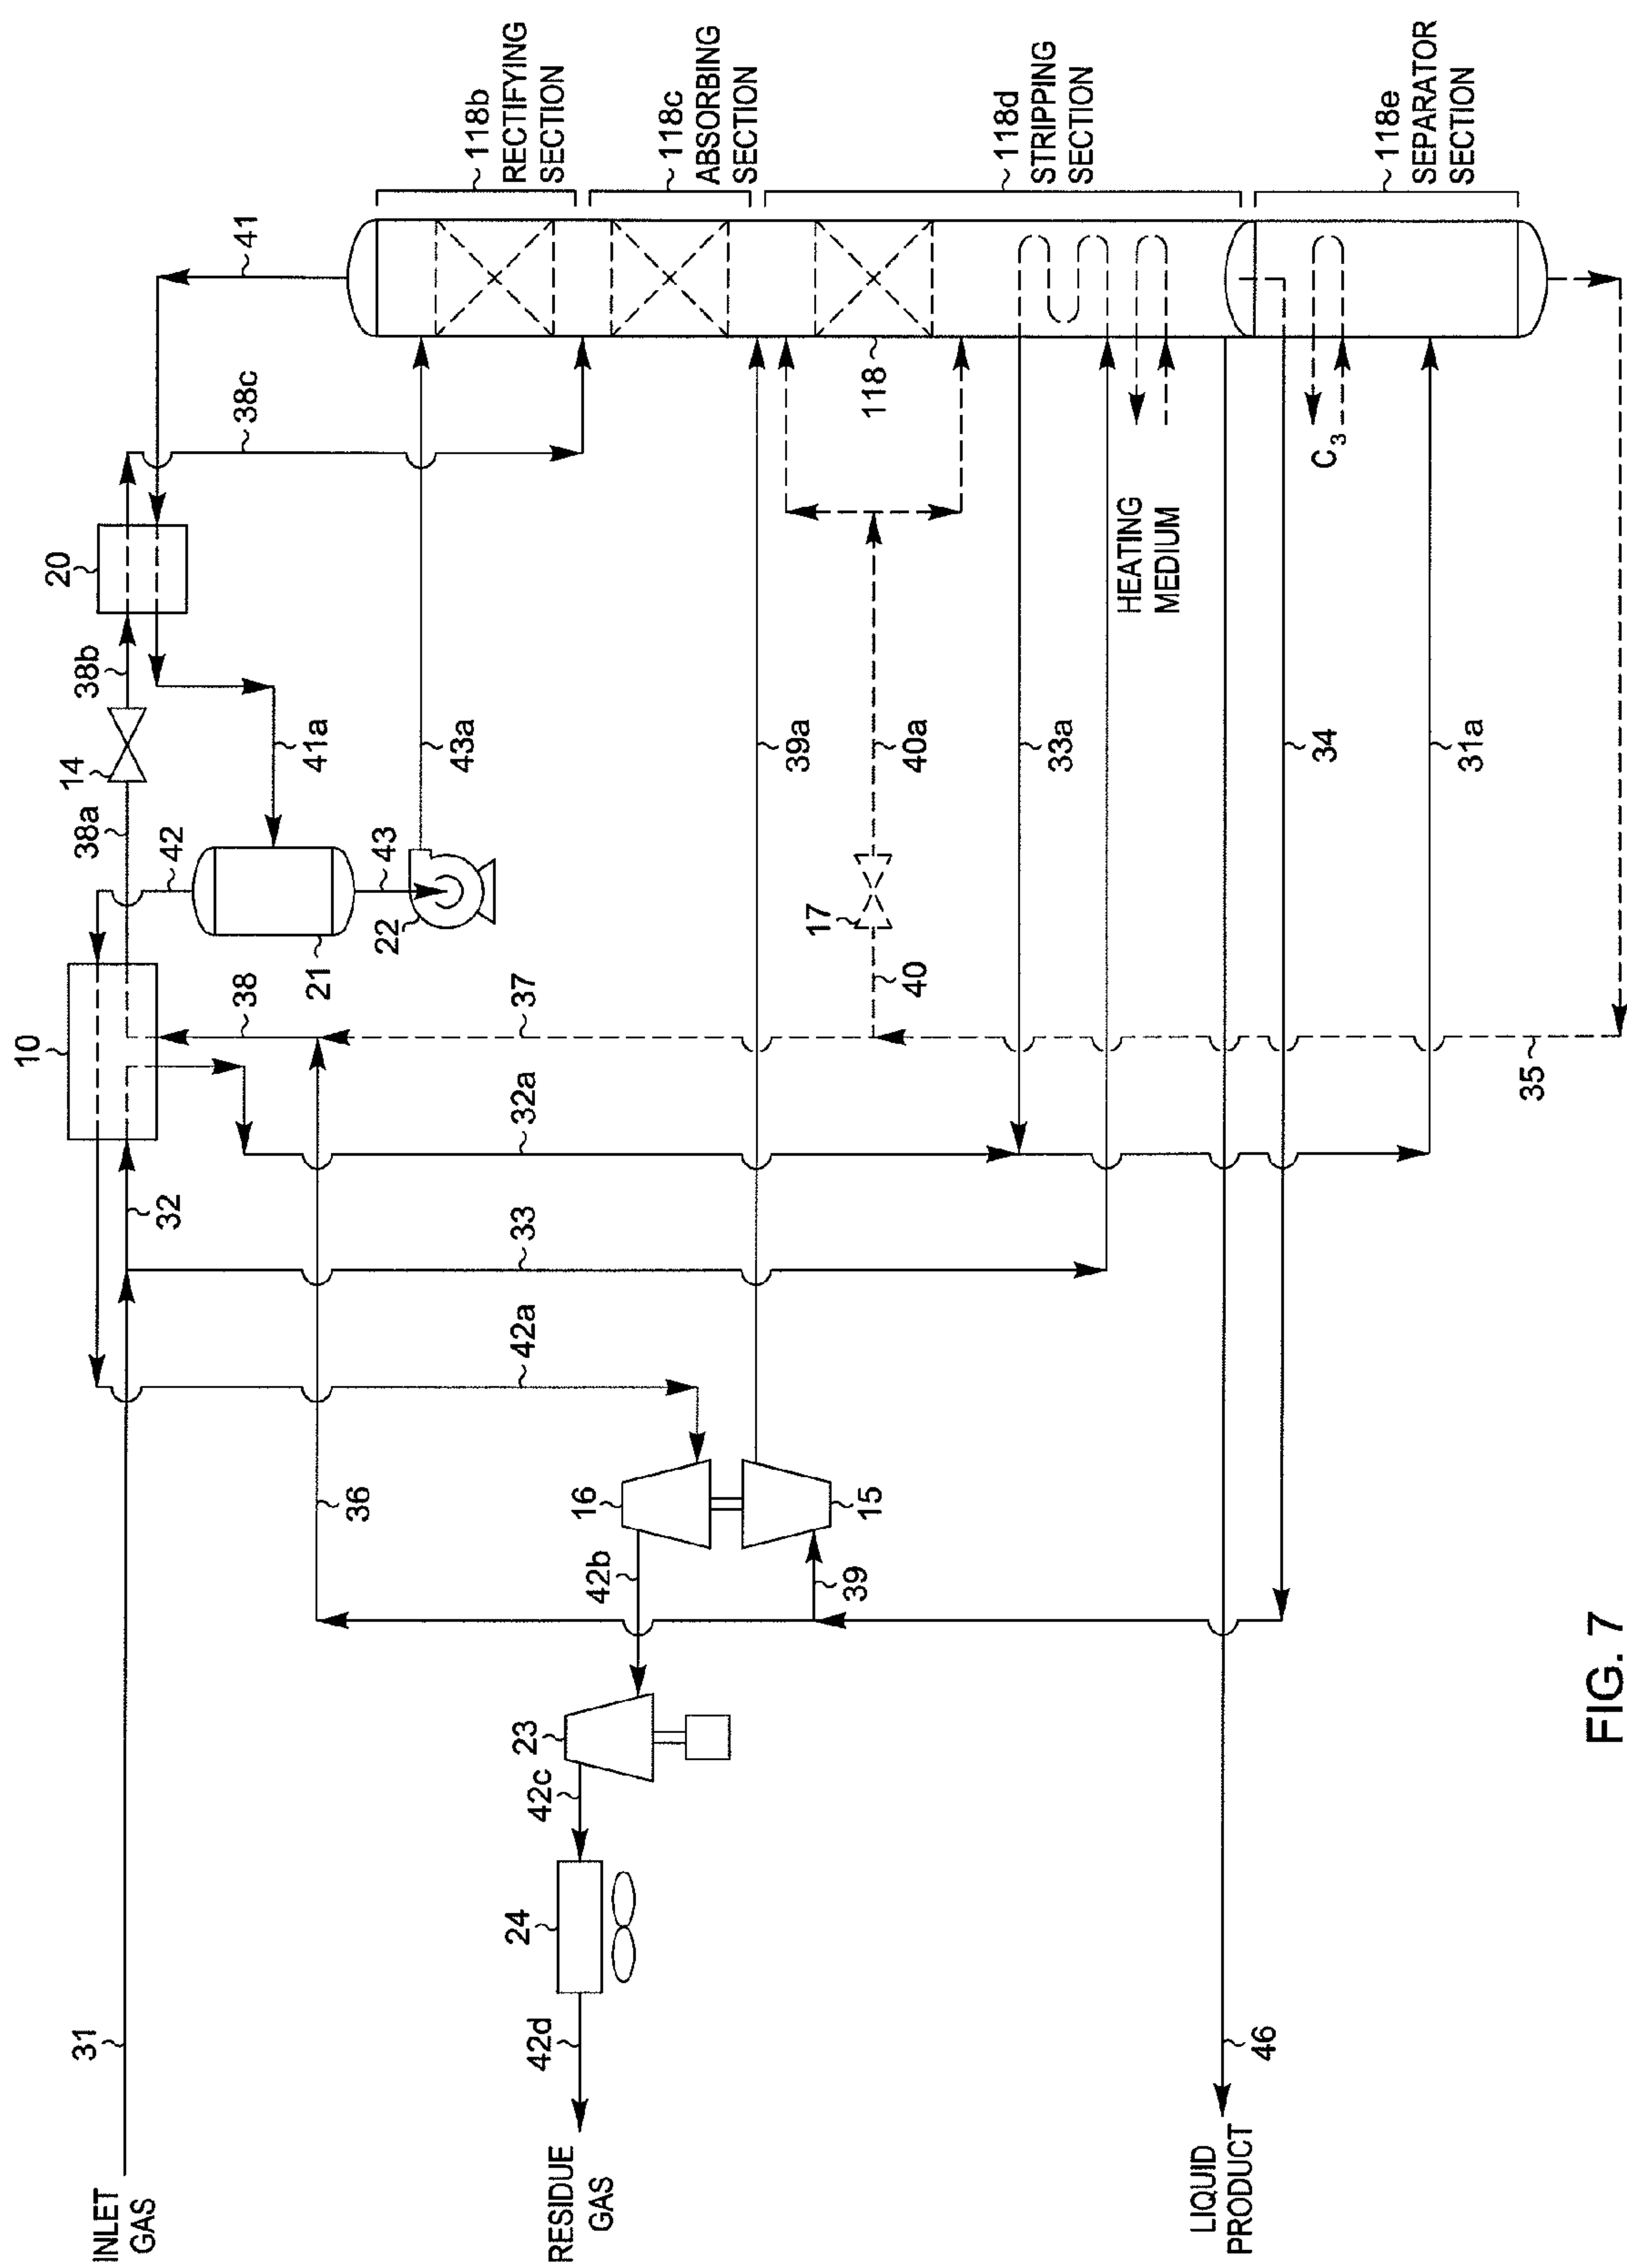 118b
RECTIFYING
SECTION
118c
ABSORBING
SECTION
118d
STRIPPING
SECTION
118e
SEPARATOR
SECTION
41
38c
20
38b
14
38a
41a
42
43
43a
22
21
10
38
37
32a
32
33
42a
36
39a
118
40a
17
40
33a
HEATING
MEDIUM
C3
34
31a
35
16
15
42b
39
23
42c
24
42d
31
46
INLET
GAS
RESIDUE
GAS
LIQUID
PRODUCT
FIG. 7